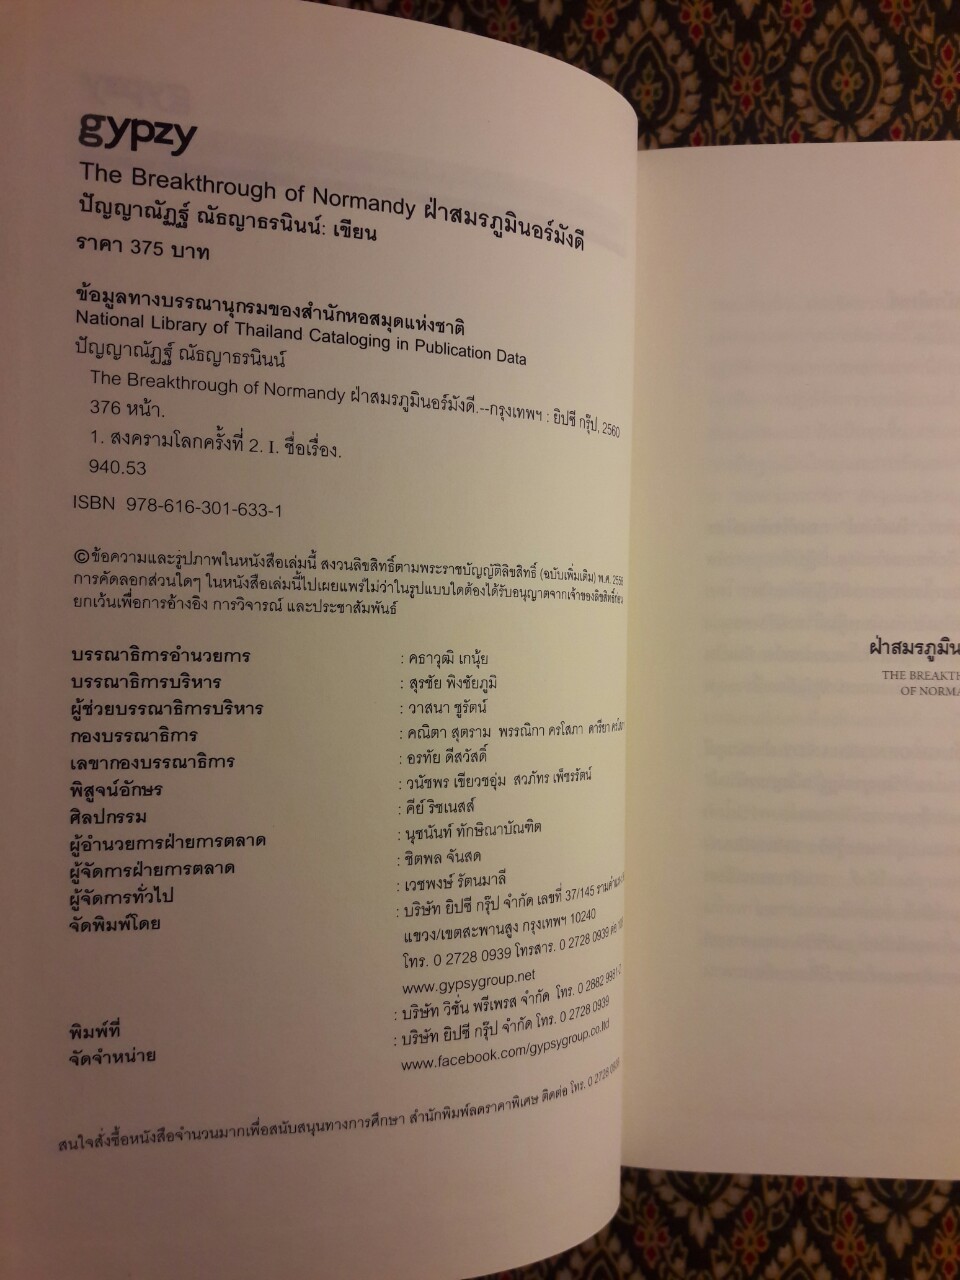 gypzy
The Breakthrough of Normandy ฝ่าสมรภูมินอร์มังดี
ปัญญาณัฏฐ์ ณัธญาธรนินน์: เขียน
ราคา 375 บาท
ข้อมูลทางบรรณานุกรมของสำนักหอสมุดแห่งชาติ
National Library of Thailand Cataloging in Publication Data
ปัญญาณัฏฐ์ ณัธญาธรนินน์
The Breakthrough of Normandy ฝ่าสมรภูมินอร์มังดี.--กรุงเทพฯ : ยิปซี กรุ๊ป, 2560
376 หน้า.
1. สงครามโลกครั้งที่ 2. I. ชื่อเรื่อง.
940.53
ISBN 978-616-301-633-1
©ข้อความและรูปภาพในหนังสือเล่มนี้ สงวนลิขสิทธิ์ตามพระราชบัญญัติลิขสิทธิ์ (ฉบับเพิ่มเติม) พ.ศ. 2558
การคัดลอกส่วนใดๆ ในหนังสือเล่มนี้ไปเผยแพร่ไม่ว่าในรูปแบบใดต้องได้รับอนุญาตจากเจ้าของลิขสิทธิ์ก่อน
ยกเว้นเพื่อการอ้างอิง การวิจารณ์ และประชาสัมพันธ์
บรรณาธิการอำนวยการ : คธาวุฒิ เกนุ้ย
บรรณาธิการบริหาร : สุรชัย พิงชัยภูมิ
ผู้ช่วยบรรณาธิการบริหาร : วาสนา ชูรัตน์
กองบรรณาธิการ : คณิตา สุตราม พรรณิกา ครโสภา ดารียา
เลขากองบรรณาธิการ : อรทัย ดีสวัสดิ์
พิสูจน์อักษร : วนัชพร เขียวชอุ่ม สวภัทร เพ็ชรรัตน์
ศิลปกรรม : คีย์ ริชเนสส์
ผู้อำนวยการฝ่ายการตลาด : นุชนันท์ ทักษิณาบัณฑิต
ผู้จัดการฝ่ายการตลาด : ชิตพล จันสด
ผู้จัดการทั่วไป : เวชพงษ์ รัตนมาลี
จัดพิมพ์โดย : บริษัท ยิปซี กรุ๊ป จำกัด เลขที่ 37/145 รามคำแหง
แขวง/เขตสะพานสูง กรุงเทพฯ 10240
โทร. 0 2728 0939 โทรสาร. 0 2728 0939 ต่อ
www.gypsygroup.net
พิมพ์ที่ : บริษัท วิชั่น พรีเพรส จำกัด โทร. 0 2882 9981-2
จัดจำหน่าย : บริษัท ยิปซี กรุ๊ป จำกัด โทร. 0 2728 0939
www.facebook.com/gypsygroup.co.ltd
สนใจสั่งซื้อหนังสือจำนวนมากเพื่อสนับสนุนทางการศึกษา สำนักพิมพ์ลดราคาพิเศษ ติดต่อ โทร. 0 2728 0939
ฝ่าสมรภูมิน
THE BREAKTH
OF NORMA